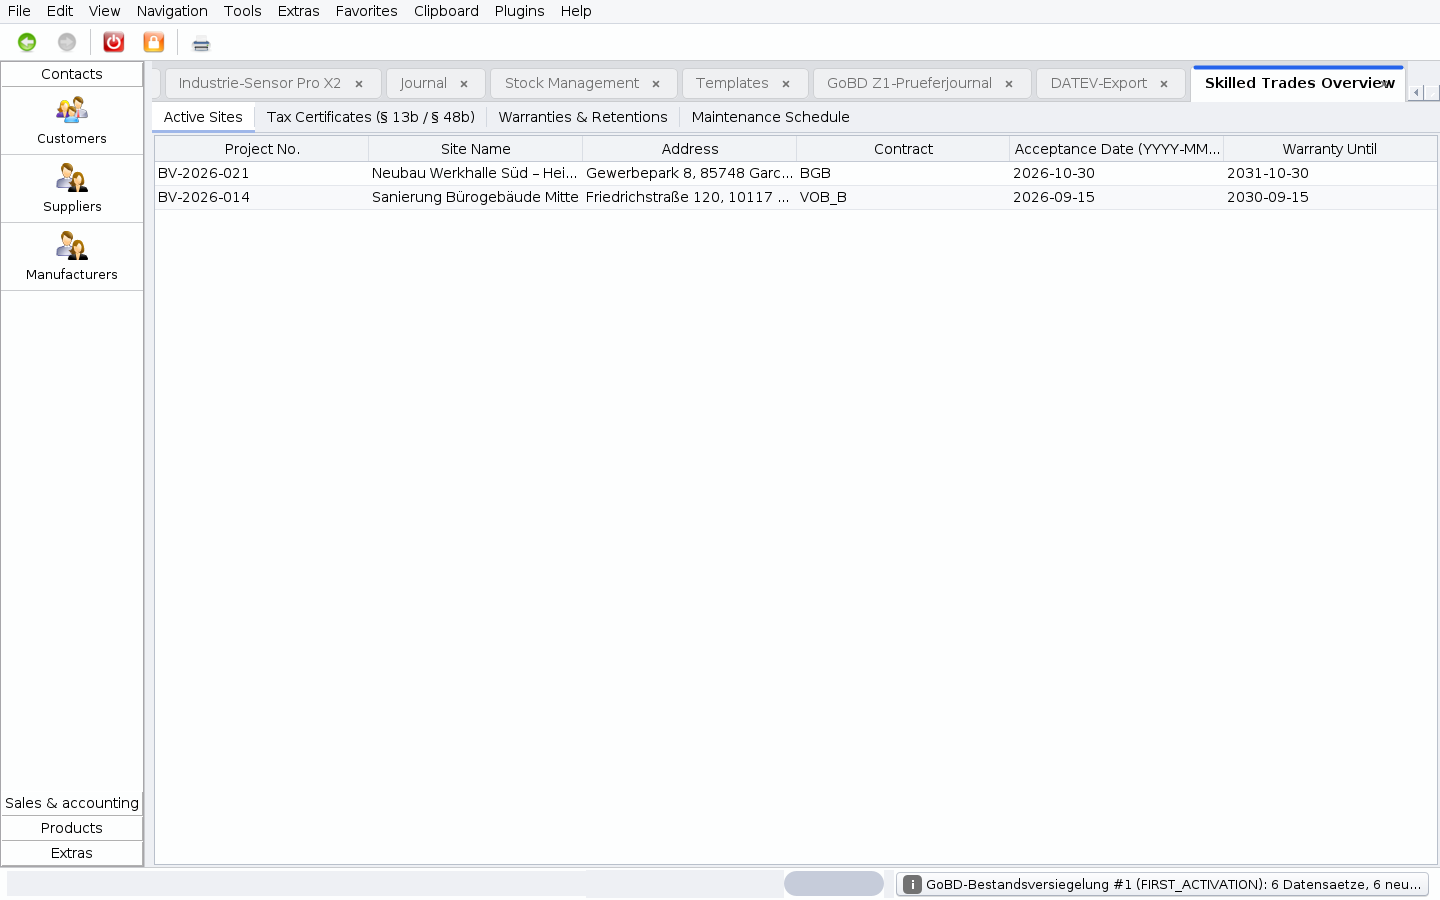 File Edit View Navigation Tools Extras Favorites Clipboard Plugins Help
Contacts
Customers
Suppliers
Manufacturers
Sales & accounting
Products
Extras
Industrie-Sensor Pro X2 Journal Stock Management Templates GoBD Z1-Prueferjournal DATEV-Export Skilled Trades Overview
Active Sites Tax Certificates (§ 13b / § 48b) Warranties & Retentions Maintenance Schedule
Project No. Site Name Address Contract Acceptance Date (YYYY-MM... Warranty Until
BV-2026-021 Neubau Werkhalle Süd – Hei... Gewerbepark 8, 85748 Garc... BGB 2026-10-30 2031-10-30
BV-2026-014 Sanierung Bürogebäude Mitte Friedrichstraße 120, 10117 ... VOB_B 2026-09-15 2030-09-15
GoBD-Bestandsversiegelung #1 (FIRST_ACTIVATION): 6 Datensaetze, 6 neu...